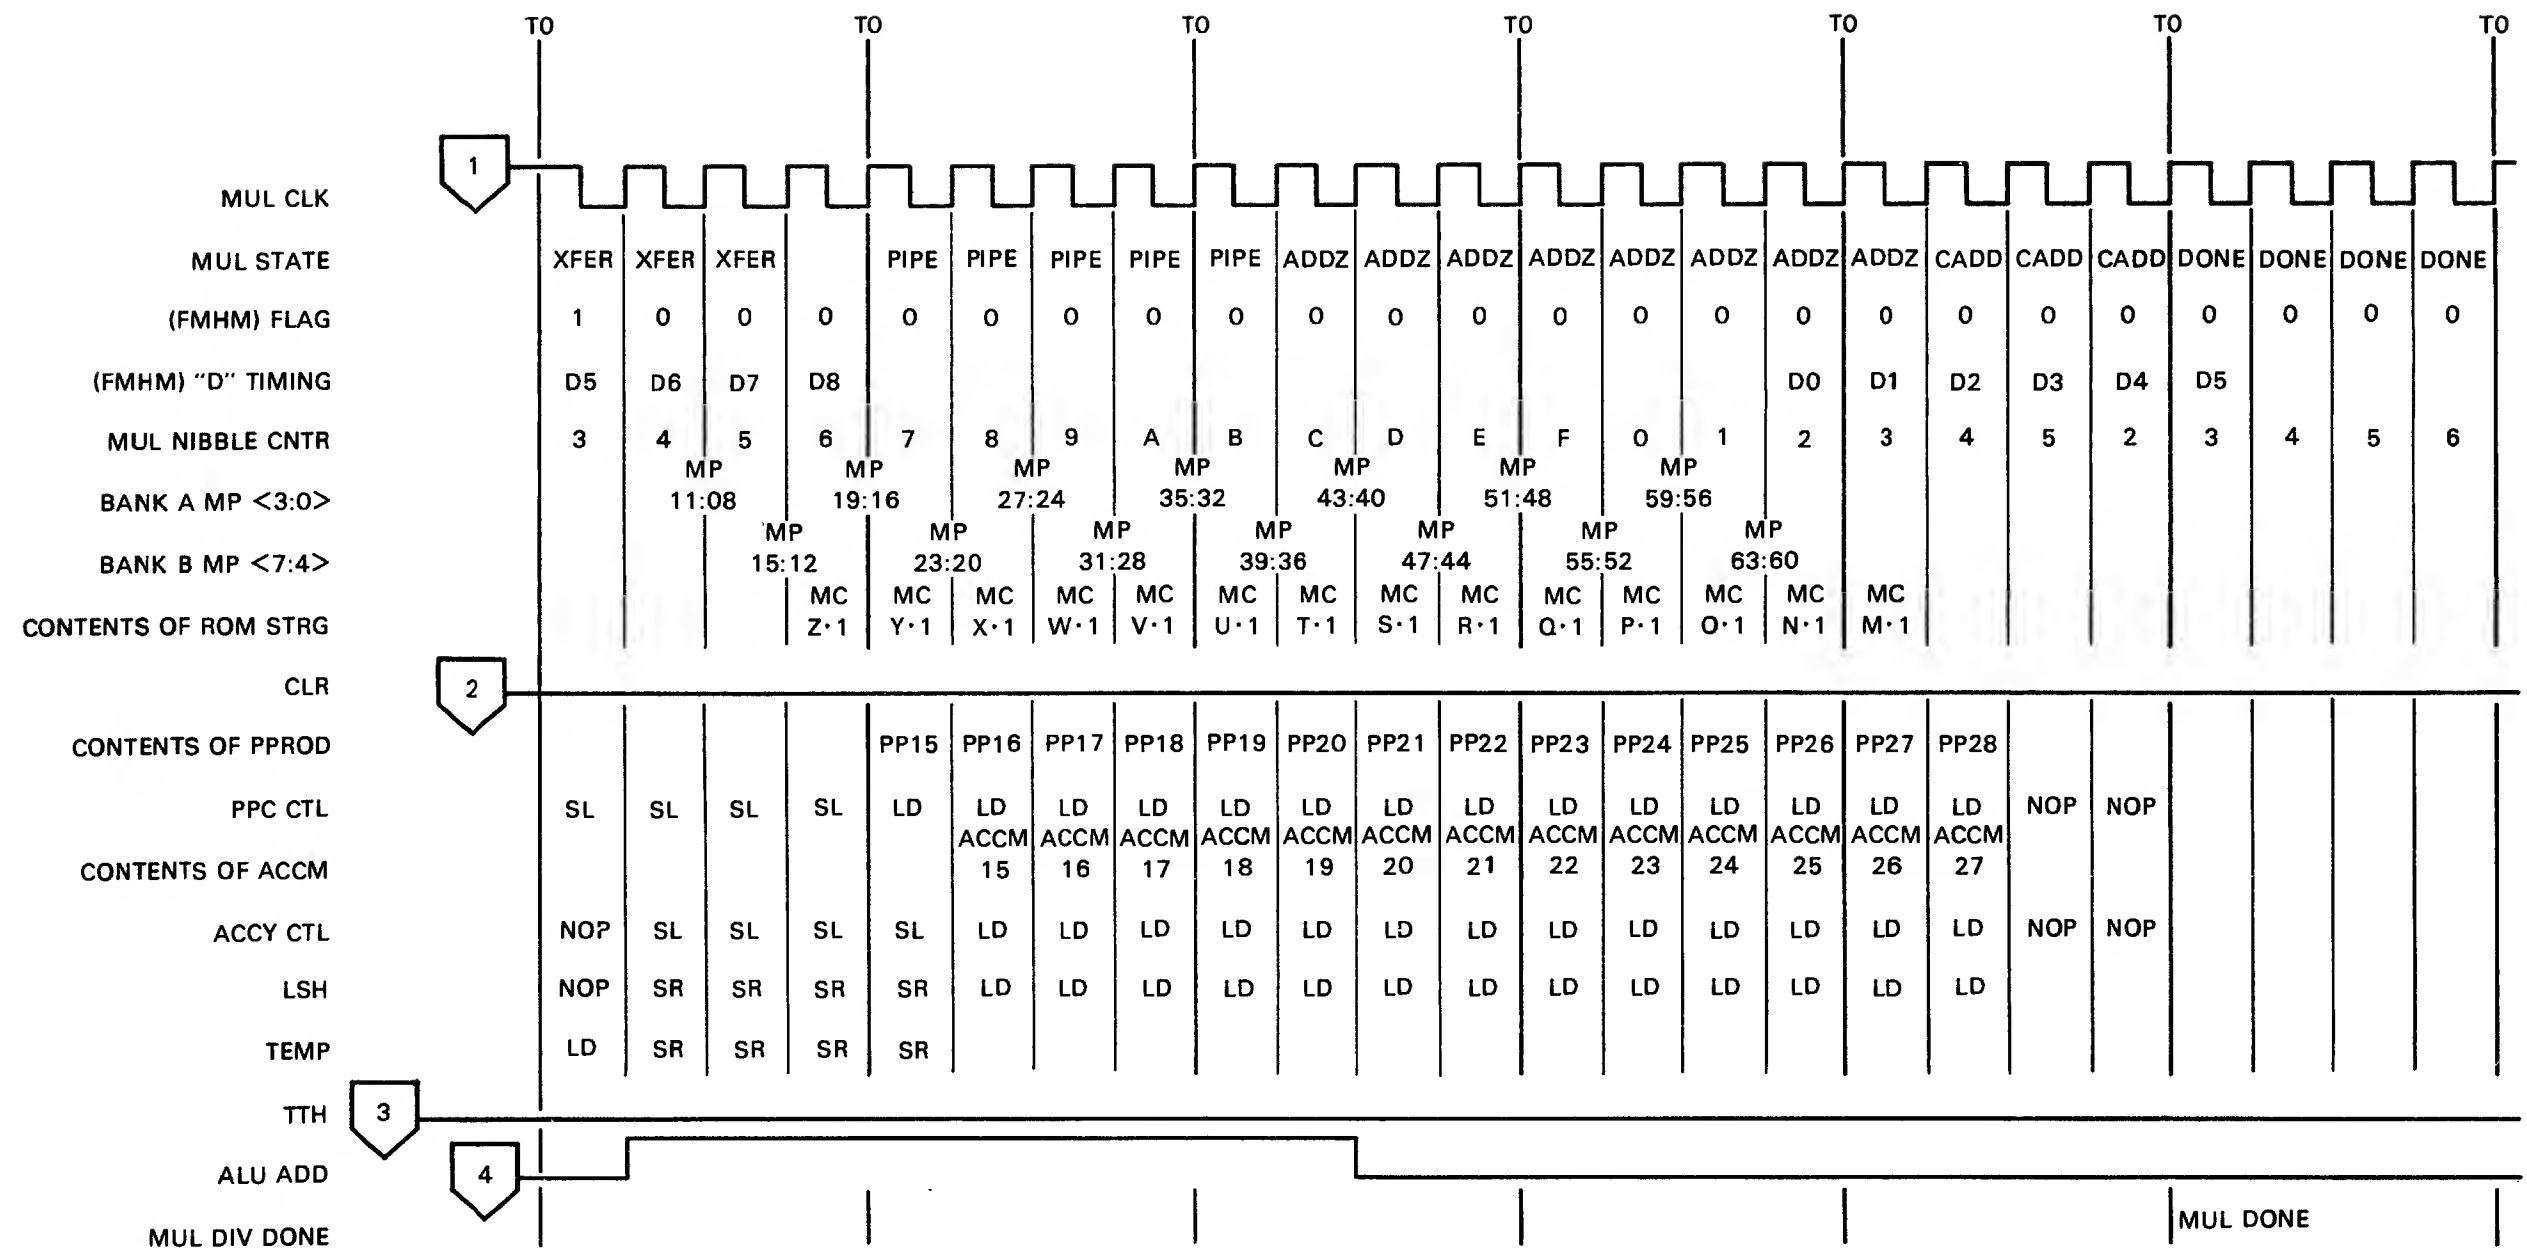 TO TO TO TO TO TO TO
1
MUL CLK
MUL STATE XFER XFER XFER PIPE PIPE PIPE PIPE PIPE ADDZ ADDZ ADDZ ADDZ ADDZ ADDZ ADDZ ADDZ CADD CADD CADD DONE DONE DONE DONE
(FMHM) FLAG 1 0 0 0 0 0 0 0 0 0 0 0 0 0 0 0 0 0 0 0 0 0 0 0
(FMHM) "D" TIMING D5 D6 D7 D8 D0 D1 D2 D3 D4 D5
MUL NIBBLE CNTR 3 4 5 6 7 8 9 A B C D E F 0 1 2 3 4 5 2 3 4 5 6
MP MP MP MP MP MP MP
BANK A MP <3:0> 11:08 19:16 27:24 35:32 43:40 51:48 59:56
MP MP MP MP MP MP MP
BANK B MP <7:4> 15:12 23:20 31:28 39:36 47:44 55:52 63:60
MC MC MC MC MC MC MC MC MC MC MC MC MC MC
CONTENTS OF ROM STRG Z·1 Y·1 X·1 W·1 V·1 U·1 T·1 S·1 R·1 Q·1 P·1 O·1 N·1 M·1
CLR 2
CONTENTS OF PPROD PP15 PP16 PP17 PP18 PP19 PP20 PP21 PP22 PP23 PP24 PP25 PP26 PP27 PP28
PPC CTL SL SL SL SL LD LD LD LD LD LD LD LD LD LD LD LD LD LD NOP NOP
ACCM ACCM ACCM ACCM ACCM ACCM ACCM ACCM ACCM ACCM ACCM ACCM ACCM
CONTENTS OF ACCM 15 16 17 18 19 20 21 22 23 24 25 26 27
ACCY CTL NOP SL SL SL SL LD LD LD LD LD LD LD LD LD LD LD LD LD NOP NOP
LSH NOP SR SR SR SR LD LD LD LD LD LD LD LD LD LD LD LD LD
TEMP LD SR SR SR SR
TTH 3
ALU ADD 4
MUL DIV DONE MUL DONE